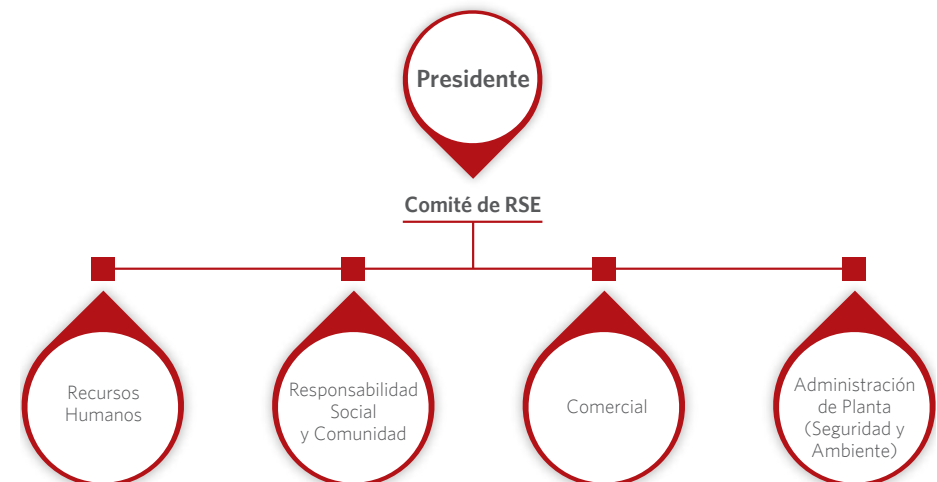 Presidente
Comité de RSE
Recursos
Humanos
Responsabilidad
Social
y Comunidad
Comercial
Administración
de Planta
(Seguridad y
Ambiente)